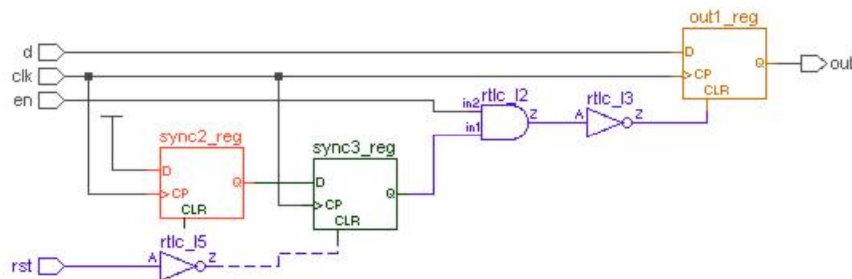 out1_reg
d
D
Q
out
clk
CP
CLR
en
in2
rtlc_I2
Z
in1
A
rtlc_I3
Z
sync2_reg
D
Q
CP
CLR
sync3_reg
D
Q
CP
CLR
rtlc_I5
rst
A
Z